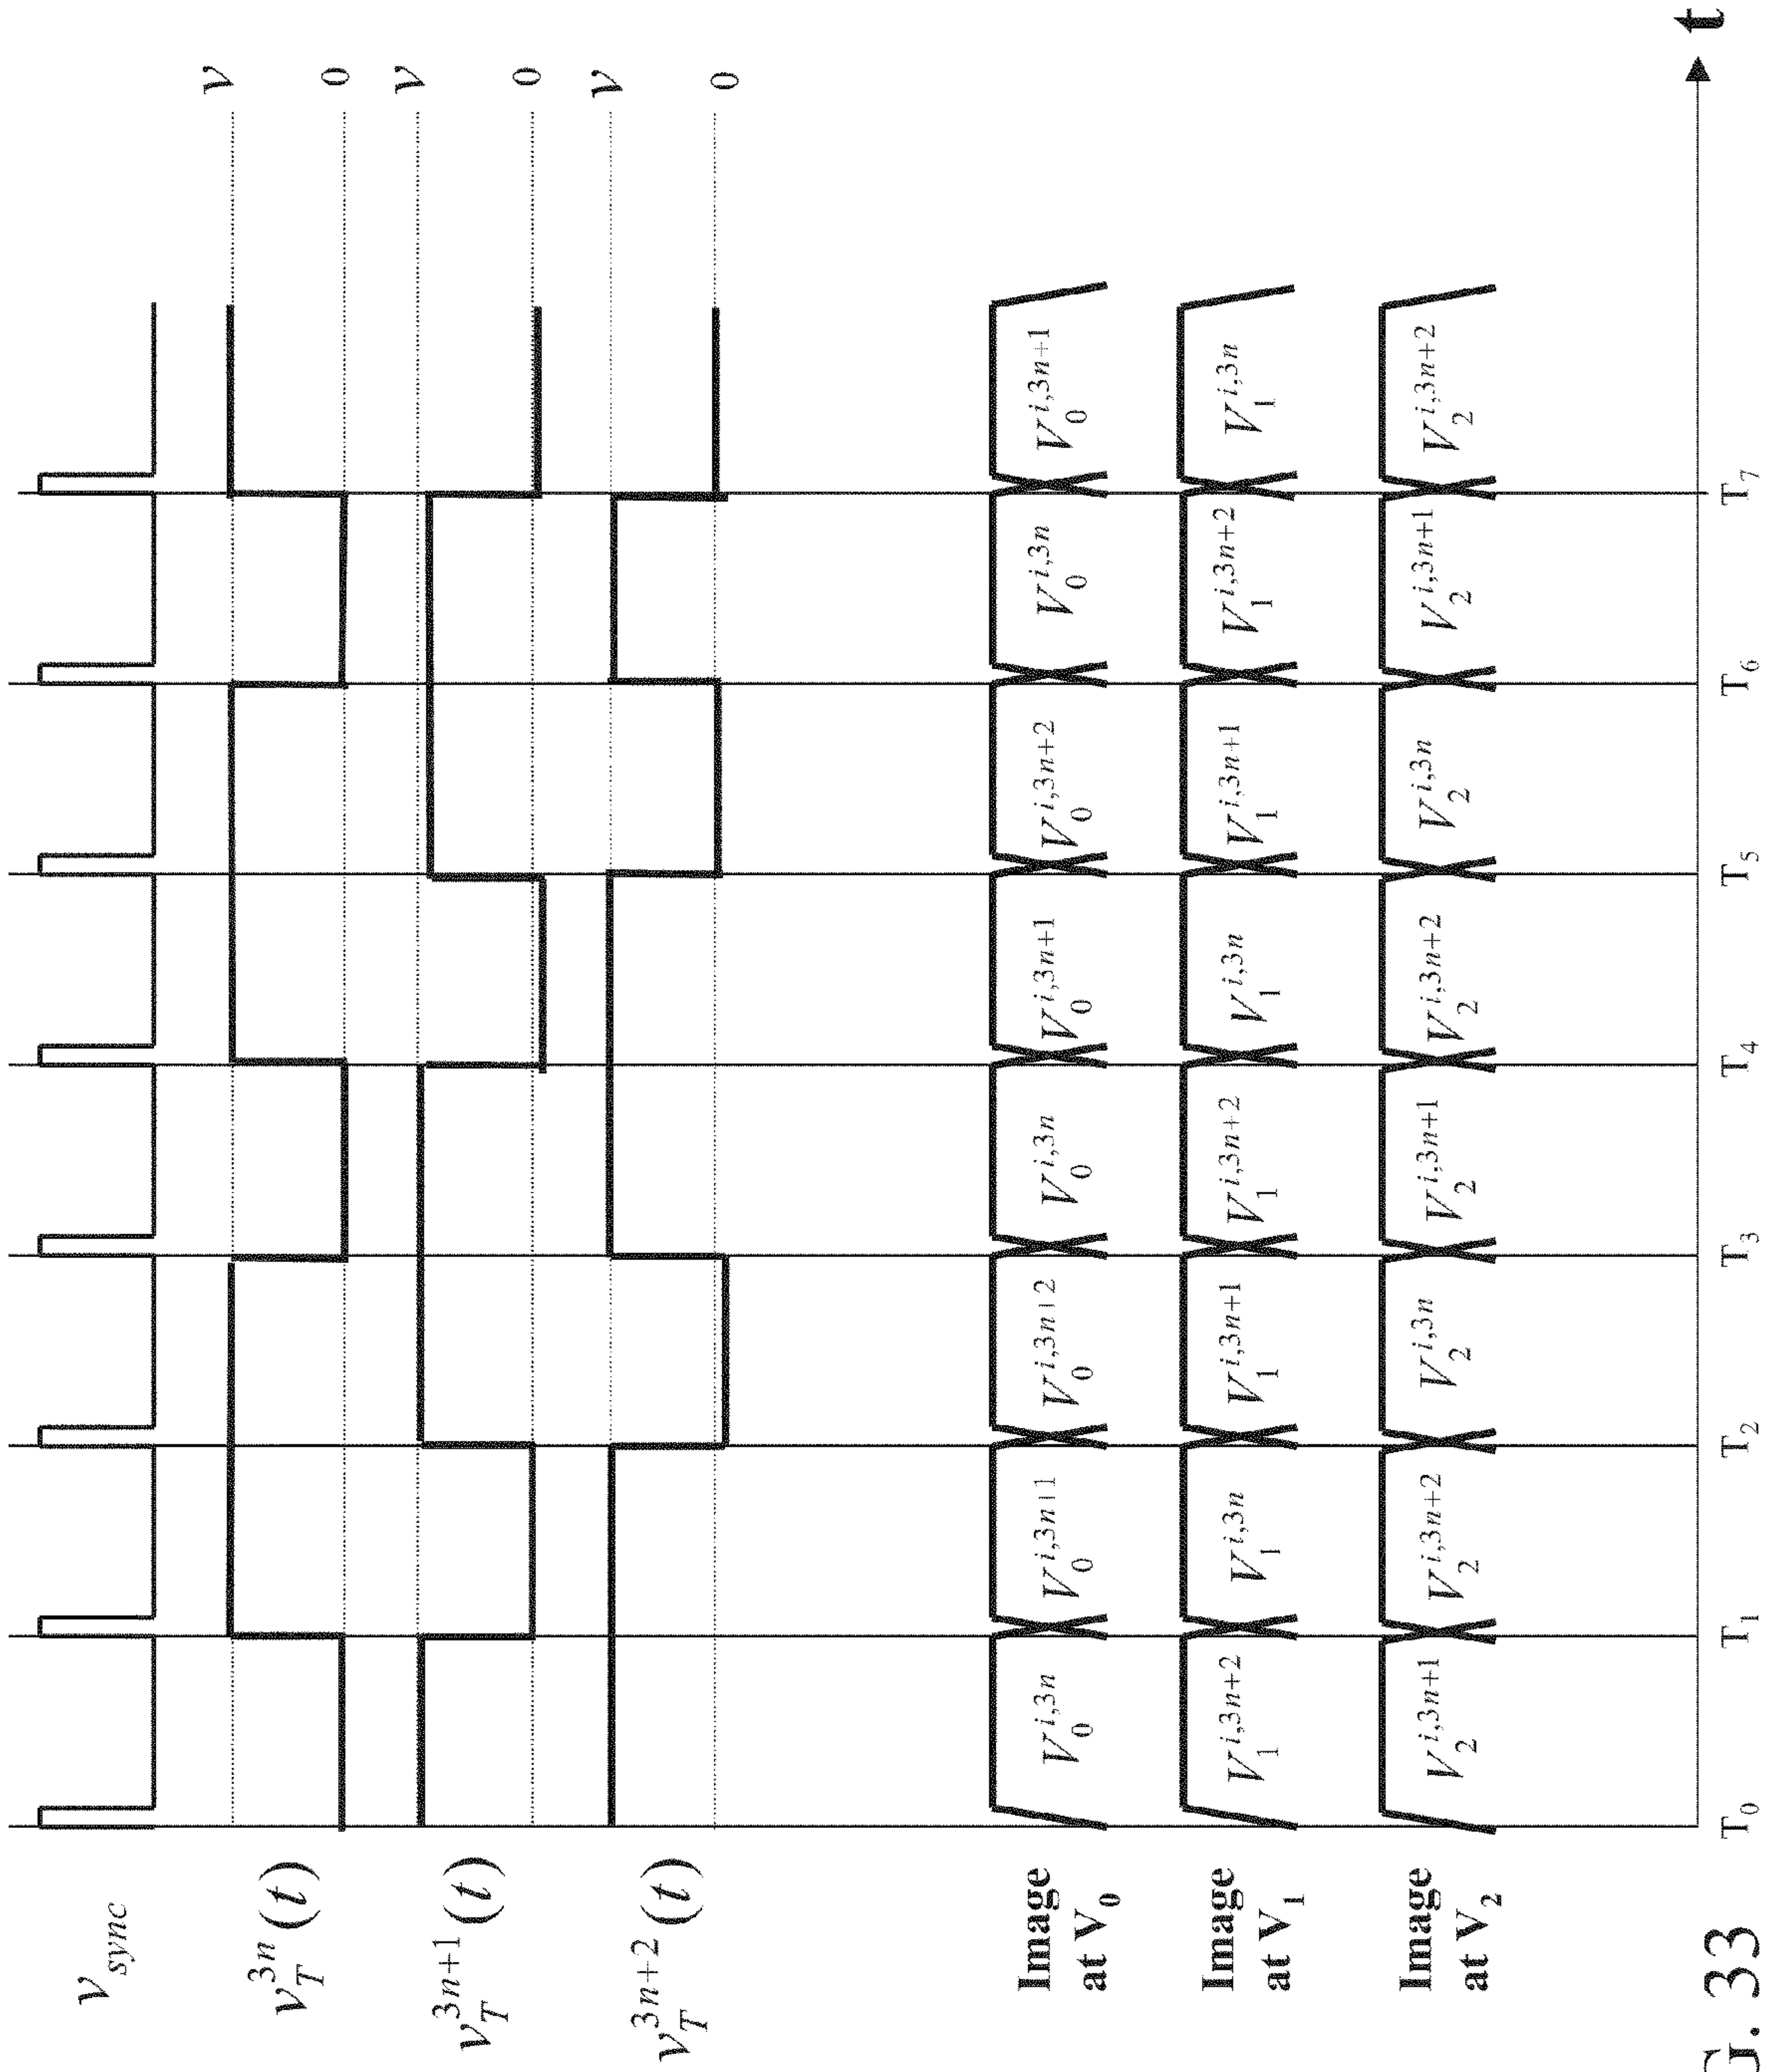 v_sync
v_T^{3n}(t) v
0
v_T^{3n+1}(t) v
0
v_T^{3n+2}(t) v
0
Image
at V_0
V_0^{i,3n} V_0^{i,3n+1} V_0^{i,3n+2} V_0^{i,3n} V_0^{i,3n+1} V_0^{i,3n+2} V_0^{i,3n} V_0^{i,3n+1}
Image
at V_1
V_1^{i,3n+2} V_1^{i,3n} V_1^{i,3n+1} V_1^{i,3n+2} V_1^{i,3n} V_1^{i,3n+1} V_1^{i,3n+2} V_1^{i,3n}
Image
at V_2
V_2^{i,3n+1} V_2^{i,3n+2} V_2^{i,3n} V_2^{i,3n+1} V_2^{i,3n+2} V_2^{i,3n} V_2^{i,3n+1} V_2^{i,3n+2}
t
T_0 T_1 T_2 T_3 T_4 T_5 T_6 T_7
G. 33